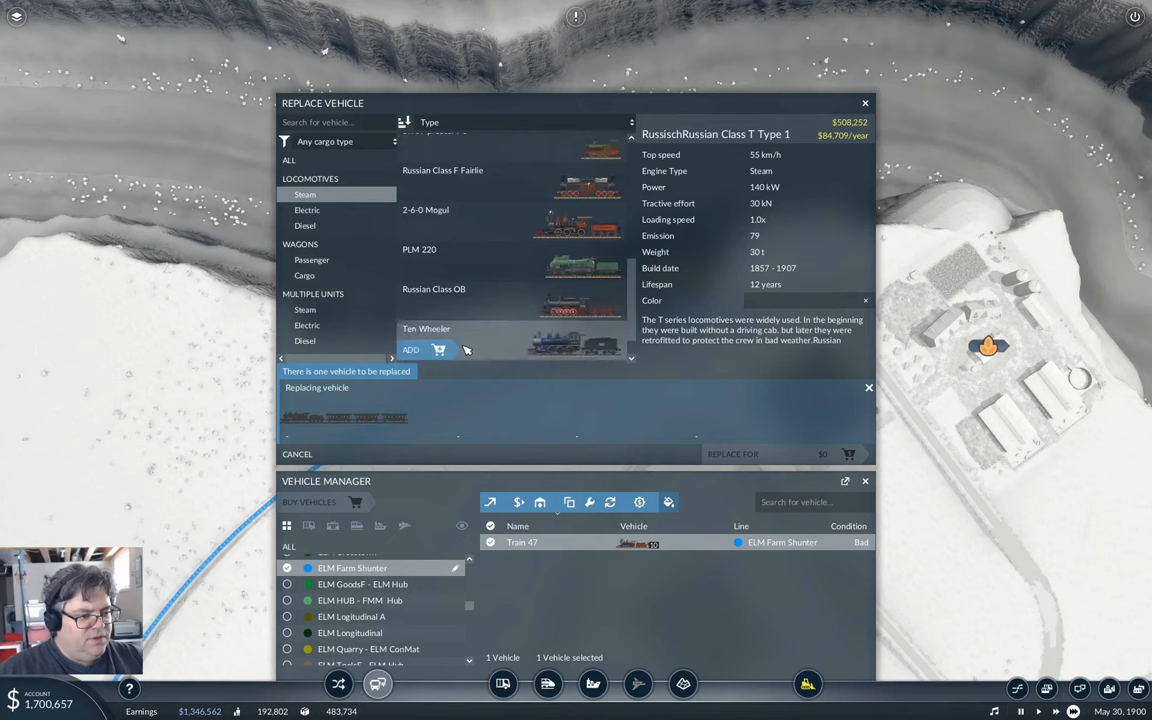 REPLACE VEHICLE
Search for vehicle...
Type
Any cargo type
ALL
LOCOMOTIVES
Steam
Electric
Diesel
WAGONS
Passenger
Cargo
MULTIPLE UNITS
Steam
Electric
Diesel
Russian Class F Fairlie
2-6-0 Mogul
PLM 220
Russian Class OB
Ten Wheeler
ADD
$508,252
RussischRussian Class T Type 1
$84,709/year
Top speed 55 km/h
Engine Type Steam
Power 140 kW
Tractive effort 30 kN
Loading speed 1.0x
Emission 79
Weight 30 t
Build date 1857 - 1907
Lifespan 12 years
Color
The T series locomotives were widely used. In the beginning
they were built without a driving cab, but later they were
retrofitted to protect the crew in bad weather.Russian
There is one vehicle to be replaced
Replacing vehicle
CANCEL
REPLACE FOR $0
VEHICLE MANAGER
BUY VEHICLES
Search for vehicle...
Name Vehicle Line Condition
Train 47 10 ELM Farm Shunter Bad
ALL
ELM Farm Shunter
ELM GoodsF - ELM Hub
ELM HUB - FMM Hub
ELM Logitudinal A
ELM Longitudinal
ELM Quarry - ELM ConMat
1 Vehicle 1 Vehicle selected
$ ACCOUNT
1,700,657
?
Earnings $1,346,562 192,802 483,734
May 30, 1900